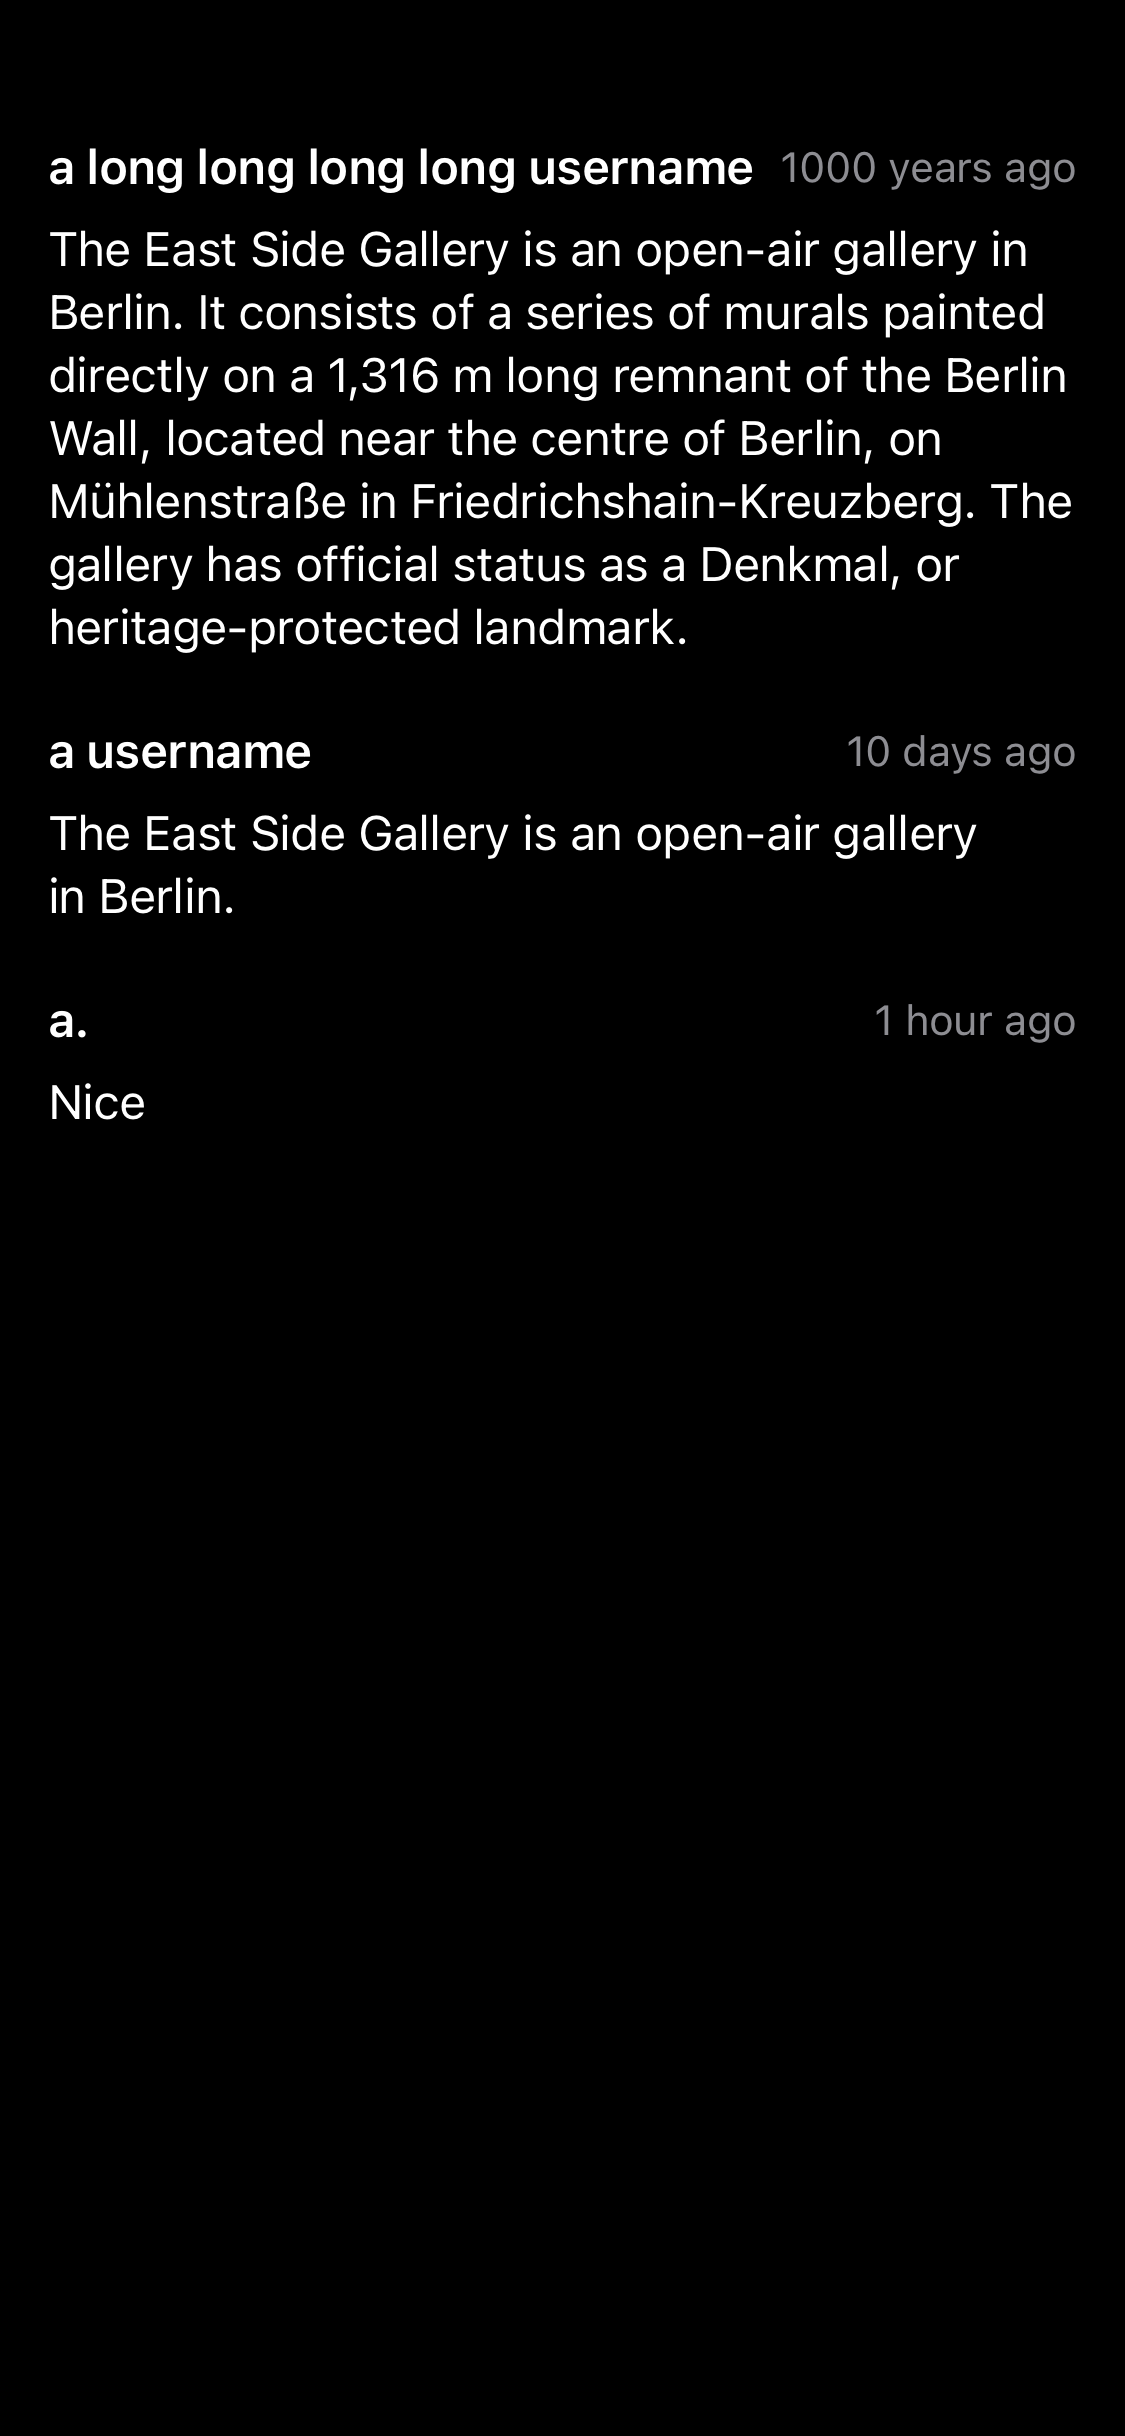 a long long long long username 1000 years ago
The East Side Gallery is an open-air gallery in
Berlin. It consists of a series of murals painted
directly on a 1,316 m long remnant of the Berlin
Wall, located near the centre of Berlin, on
Mühlenstraße in Friedrichshain-Kreuzberg. The
gallery has official status as a Denkmal, or
heritage-protected landmark.
a username 10 days ago
The East Side Gallery is an open-air gallery
in Berlin.
a. 1 hour ago
Nice